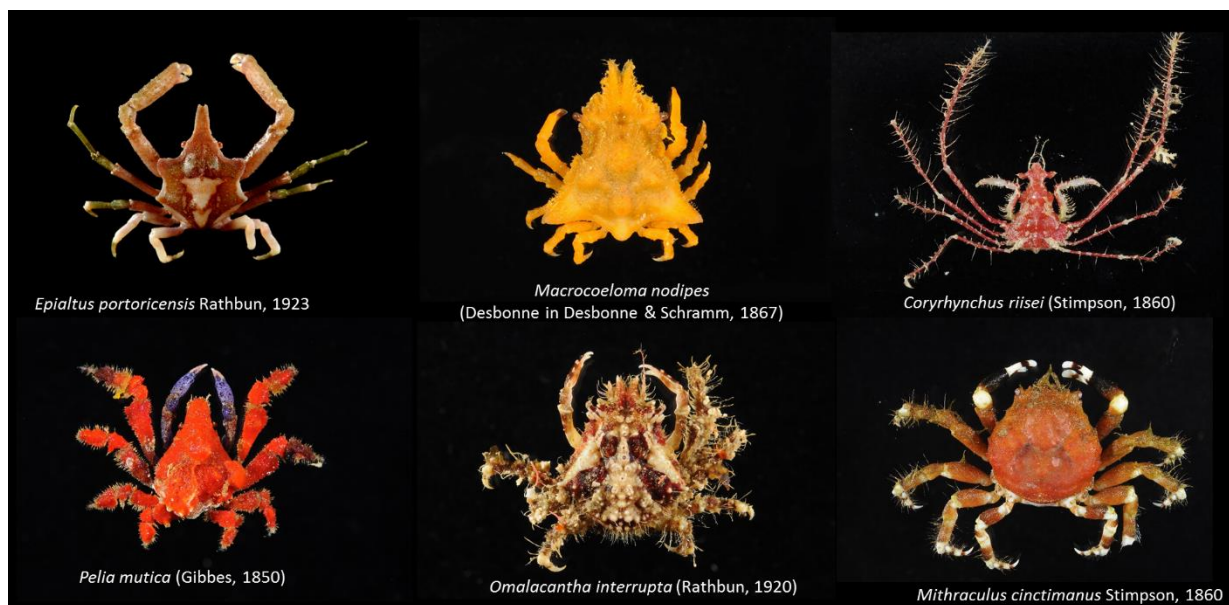 Epialtus portoricensis Rathbun, 1923
Macrocoeloma nodipes
(Desbonne in Desbonne & Schramm, 1867)
Coryrhynchus riisei (Stimpson, 1860)
Pelia mutica (Gibbes, 1850)
Omalacantha interrupta (Rathbun, 1920)
Mithraculus cinctimanus Stimpson, 1860